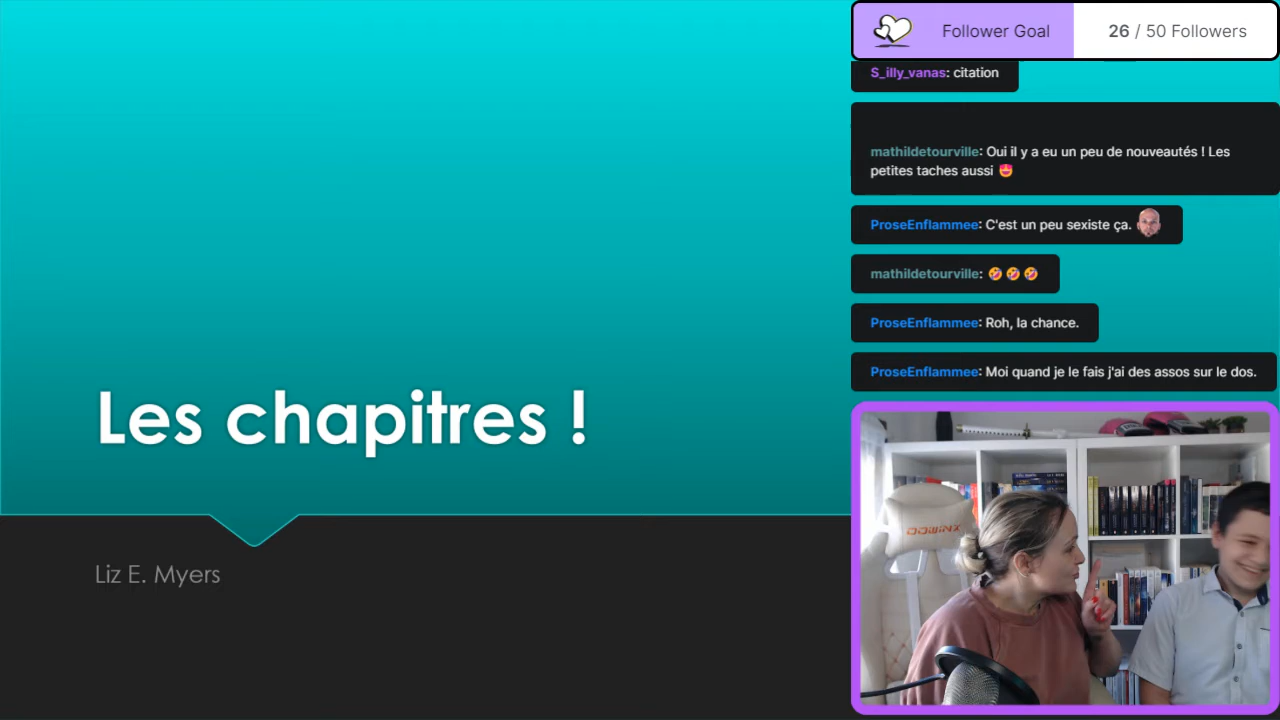 Follower Goal
26 / 50 Followers
S_illy_vanas: citation
mathildetourville: Oui il y a eu un peu de nouveautés ! Les
petites taches aussi 😍
ProseEnflammee: C'est un peu sexiste ça.
mathildetourville: 🤣🤣🤣
ProseEnflammee: Roh, la chance.
ProseEnflammee: Moi quand je le fais j'ai des assos sur le dos.
Les chapitres !
Liz E. Myers
DOWINX